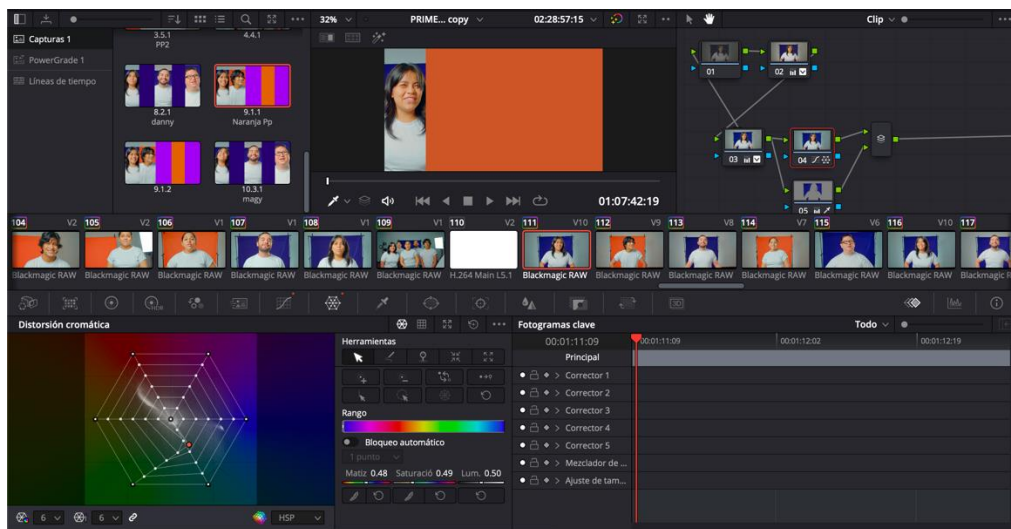 32%
PRIME... copy
02:28:57:15
Clip
Capturas 1
PowerGrade 1
Líneas de tiempo
3.5.1
PP2
4.4.1
8.2.1
danny
9.1.1
Naranja Pp
9.1.2
10.3.1
magy
01
02
03
04
05
01:07:42:19
104 V2 105 V2 106 V1 107 V1 108 V1 109 V1 110 V2 111 V10 112 V9 113 V8 114 V7 115 V6 116 V10 117
Blackmagic RAW Blackmagic RAW Blackmagic RAW Blackmagic RAW Blackmagic RAW Blackmagic RAW H.264 Main L5.1 Blackmagic RAW Blackmagic RAW Blackmagic RAW Blackmagic RAW Blackmagic RAW Blackmagic RAW Blackmagic R
HDR
3D
Distorsión cromática
Herramientas
Rango
Bloqueo automático
1 punto
Matiz 0.48 Saturació 0.49 Lum. 0.50
6
6
HSP
Fotogramas clave
Todo
00:01:11:09
00:01:11:09
00:01:12:02
00:01:12:19
Principal
Corrector 1
Corrector 2
Corrector 3
Corrector 4
Corrector 5
Mezclador de ...
Ajuste de tam...